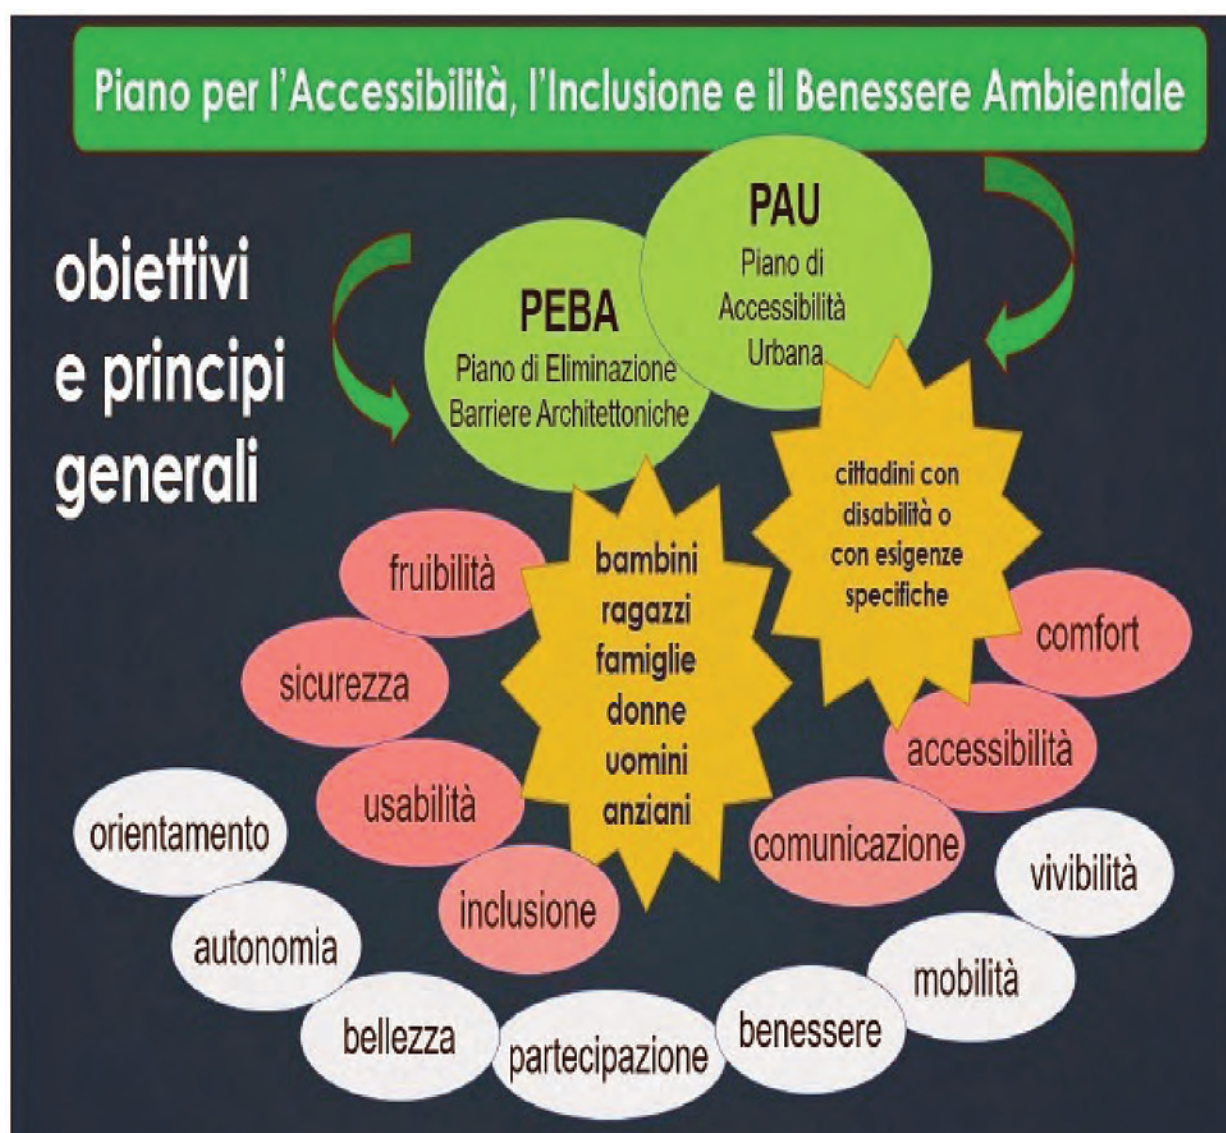 Piano per l'Accessibilità, l'Inclusione e il Benessere Ambientale
obiettivi
e principi
generali
PEBA
Piano di Eliminazione
Barriere Architettoniche
PAU
Piano di
Accessibilità
Urbana
cittadini con
disabilità o
con esigenze
specifiche
bambini
ragazzi
famiglie
donne
uomini
anziani
fruibilità
sicurezza
usabilità
inclusione
comfort
accessibilità
comunicazione
orientamento
autonomia
bellezza
partecipazione
benessere
mobilità
vivibilità